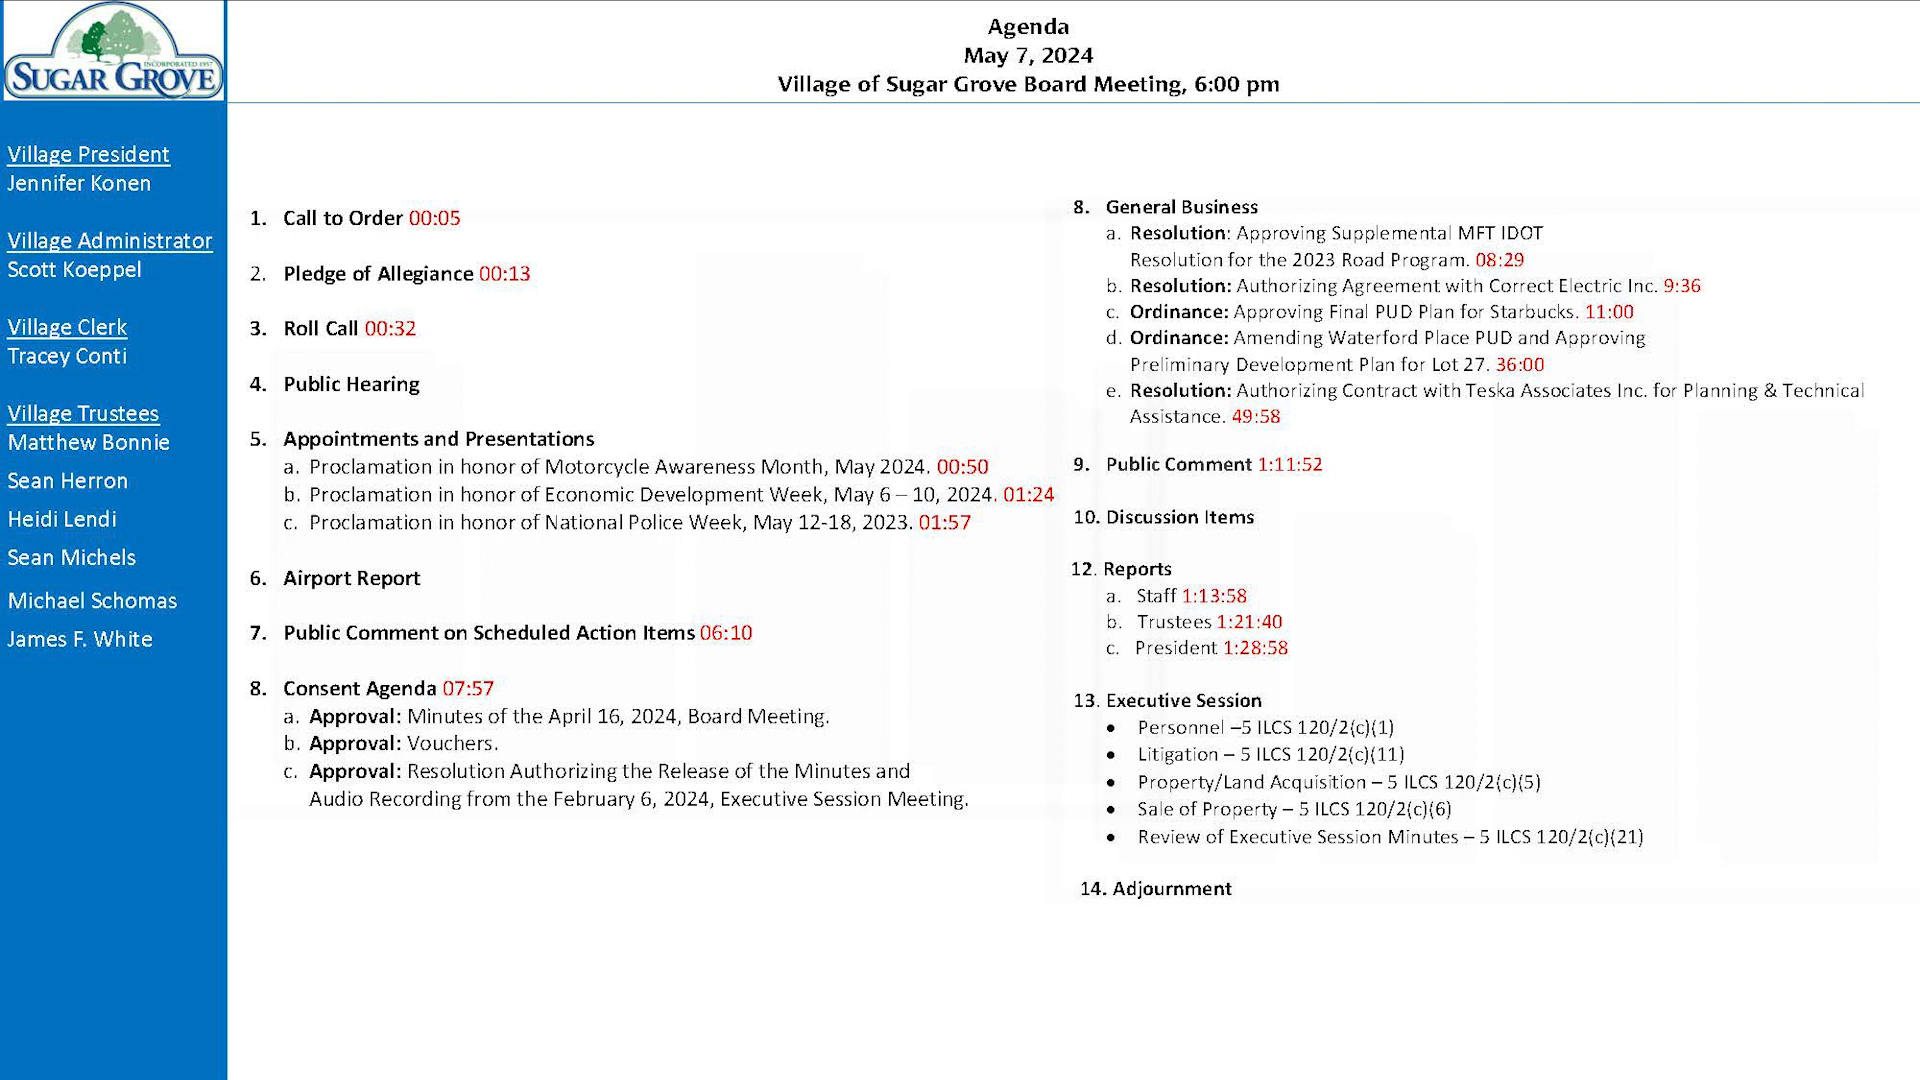 INCORPORATED 1957
SUGAR GROVE
Agenda
May 7, 2024
Village of Sugar Grove Board Meeting, 6:00 pm
Village President
Jennifer Konen
Village Administrator
Scott Koeppel
Village Clerk
Tracey Conti
Village Trustees
Matthew Bonnie
Sean Herron
Heidi Lendi
Sean Michels
Michael Schomas
James F. White
1. Call to Order 00:05
2. Pledge of Allegiance 00:13
3. Roll Call 00:32
4. Public Hearing
5. Appointments and Presentations
a. Proclamation in honor of Motorcycle Awareness Month, May 2024. 00:50
b. Proclamation in honor of Economic Development Week, May 6 – 10, 2024. 01:24
c. Proclamation in honor of National Police Week, May 12-18, 2023. 01:57
6. Airport Report
7. Public Comment on Scheduled Action Items 06:10
8. Consent Agenda 07:57
a. Approval: Minutes of the April 16, 2024, Board Meeting.
b. Approval: Vouchers.
c. Approval: Resolution Authorizing the Release of the Minutes and
Audio Recording from the February 6, 2024, Executive Session Meeting.
8. General Business
a. Resolution: Approving Supplemental MFT IDOT
Resolution for the 2023 Road Program. 08:29
b. Resolution: Authorizing Agreement with Correct Electric Inc. 9:36
c. Ordinance: Approving Final PUD Plan for Starbucks. 11:00
d. Ordinance: Amending Waterford Place PUD and Approving
Preliminary Development Plan for Lot 27. 36:00
e. Resolution: Authorizing Contract with Teska Associates Inc. for Planning & Technical
Assistance. 49:58
9. Public Comment 1:11:52
10. Discussion Items
12. Reports
a. Staff 1:13:58
b. Trustees 1:21:40
c. President 1:28:58
13. Executive Session
• Personnel –5 ILCS 120/2(c)(1)
• Litigation – 5 ILCS 120/2(c)(11)
• Property/Land Acquisition – 5 ILCS 120/2(c)(5)
• Sale of Property – 5 ILCS 120/2(c)(6)
• Review of Executive Session Minutes – 5 ILCS 120/2(c)(21)
14. Adjournment